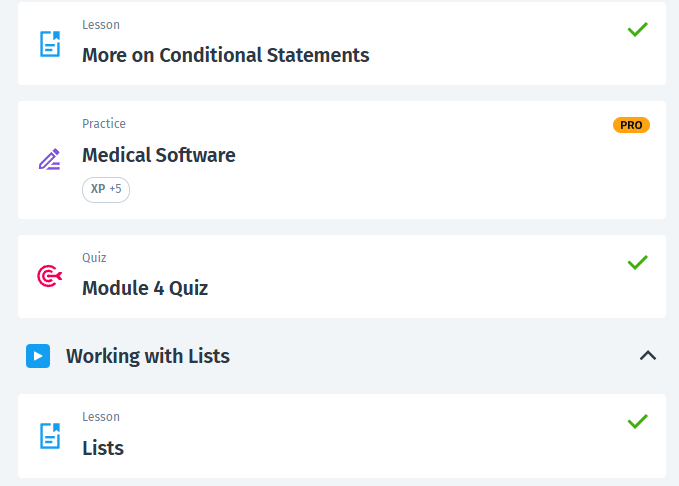 Lesson
More on Conditional Statements
Practice
PRO
Medical Software
XP +5
Quiz
Module 4 Quiz
Working with Lists
Lesson
Lists